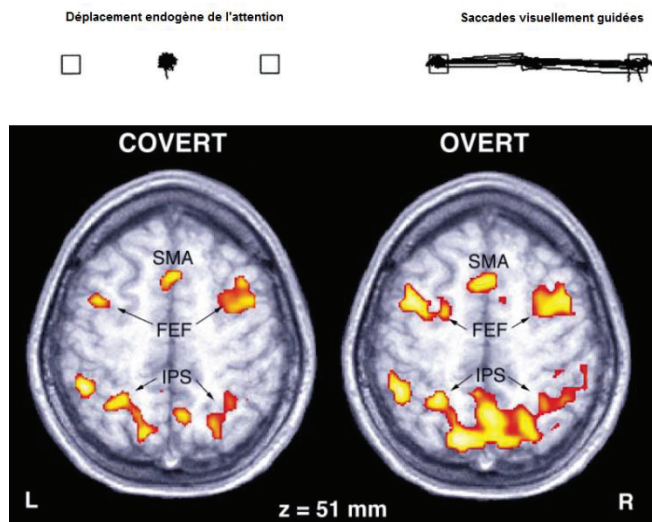 Déplacement endogène de l'attention
Saccades visuellement guidées
COVERT
OVERT
SMA
SMA
FEF
FEF
IPS
IPS
L
z = 51 mm
R